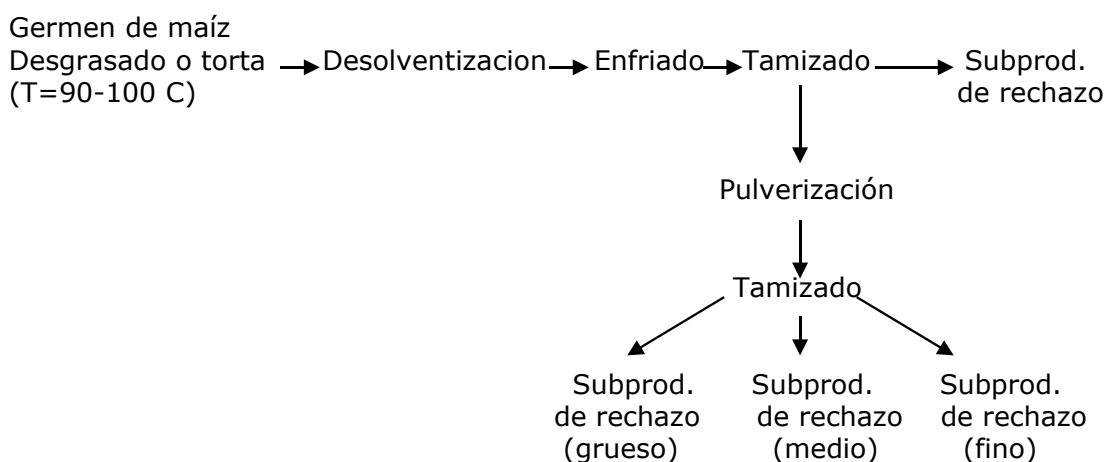 Germen de maíz
Desgrasado o torta
(T=90-100 C)
Desolventizacion
Enfriado
Tamizado
Subprod.
de rechazo
Pulverización
Tamizado
Subprod.
de rechazo
(grueso)
Subprod.
de rechazo
(medio)
Subprod.
de rechazo
(fino)